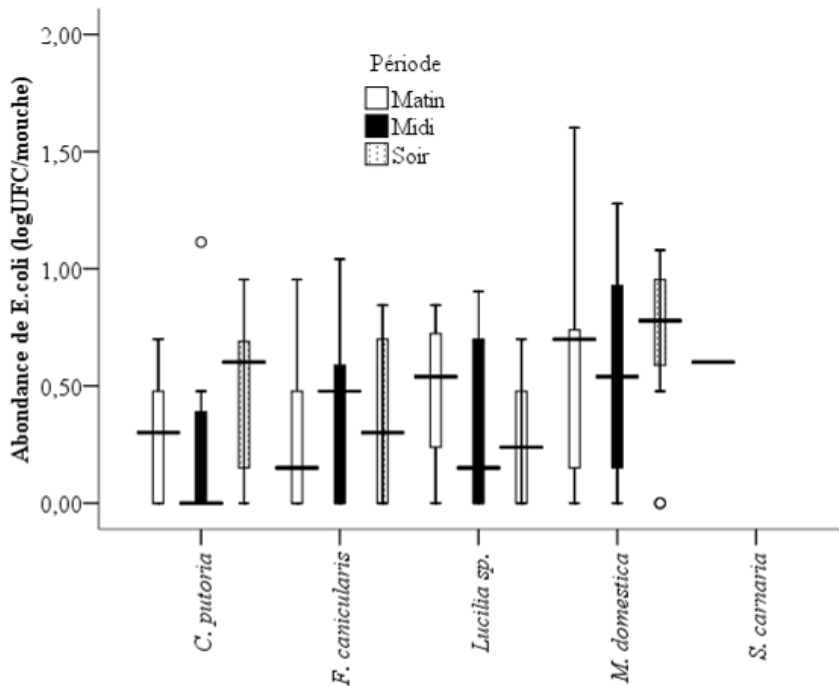 Abondance de E.coli (logUFC/mouche)
2,00
1,50
1,00
0,50
0,00
Période
Matin
Midi
Soir
C. putoria
F. canicularis
Lucilia sp.
M. domestica
S. carnaria